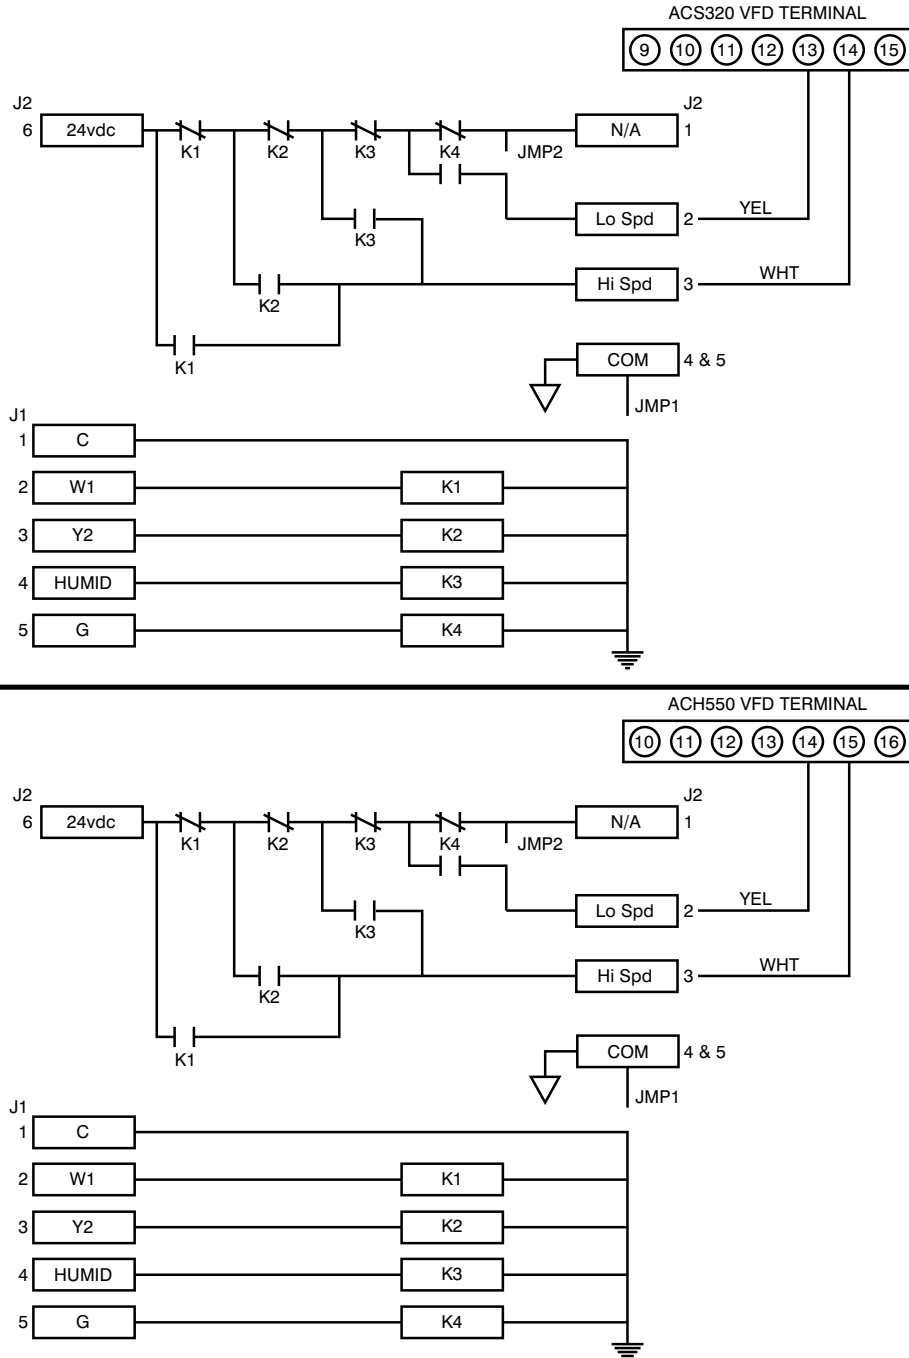 ACS320 VFD TERMINAL
9 10 11 12 13 14 15
J2 J2
6 24vdc N/A 1
K1 K2 K3 K4 JMP2
YEL
Lo Spd 2
K3
WHT
Hi Spd 3
K2
COM 4 & 5
K1
JMP1
J1
1 C
2 W1 K1
3 Y2 K2
4 HUMID K3
5 G K4
ACH550 VFD TERMINAL
10 11 12 13 14 15 16
J2 J2
6 24vdc N/A 1
K1 K2 K3 K4 JMP2
YEL
Lo Spd 2
K3
WHT
Hi Spd 3
K2
COM 4 & 5
K1
JMP1
J1
1 C
2 W1 K1
3 Y2 K2
4 HUMID K3
5 G K4